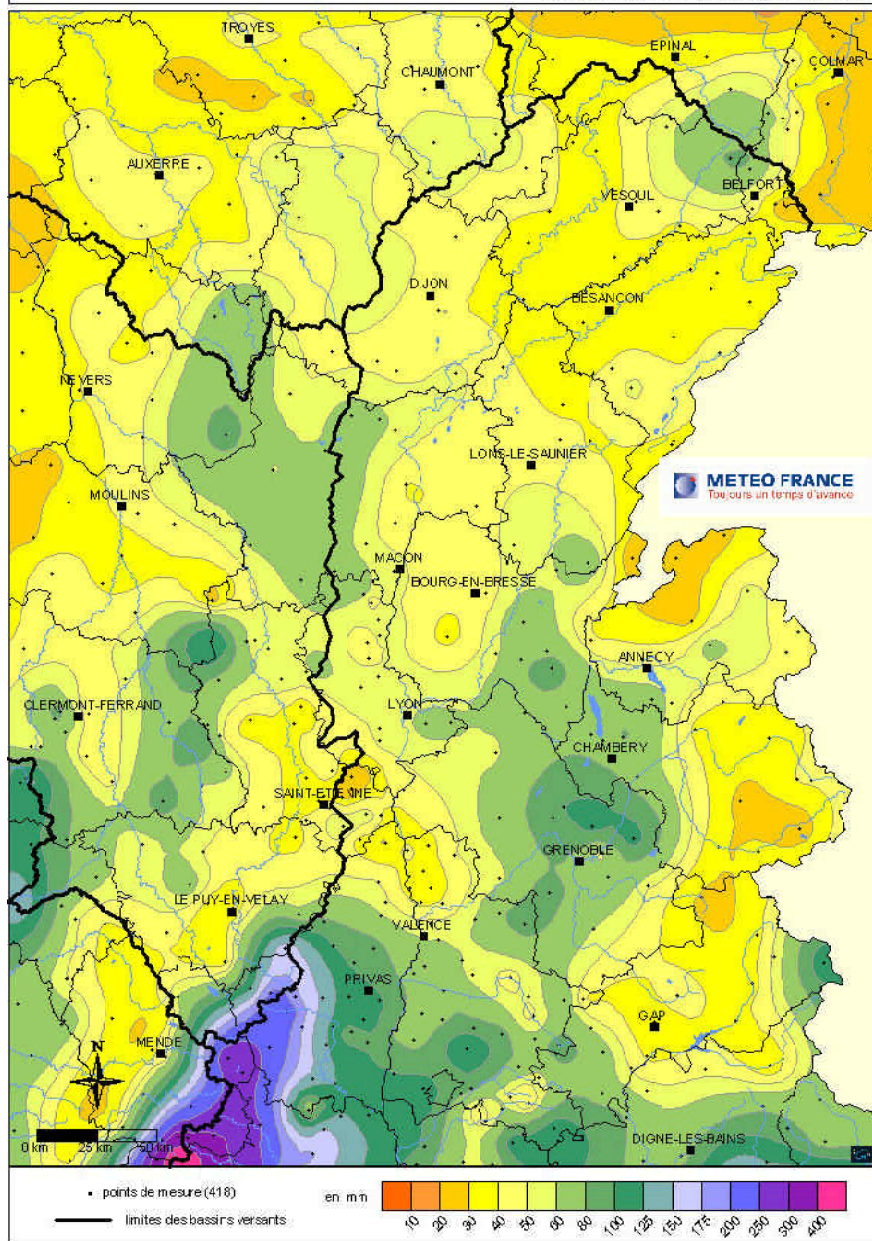 TROYES
EPINAL
COLMAR
CHAUMONT
AUXERRE
BELFORT
VESOUL
DIJON
BESANCON
NEVERS
LONS-LE-SAUNIER
METEO FRANCE
Toujours un temps d'avance
MOULINS
MACON
BOURG-EN-BRESSE
ANNECY
CLERMONT-FERRAND
LYON
CHAMBERY
SAINT-ETIENNE
GRENOBLE
LE PUY-EN-VELAY
VALENCE
PRIVAS
GAP
N
MENDE
0 km 25 km 50 km
DIGNE-LES-BAINS
points de mesure (418)
limites des bassins versants
en mm
10 20 30 40 50 60 80 100 125 150 175 200 250 300 400